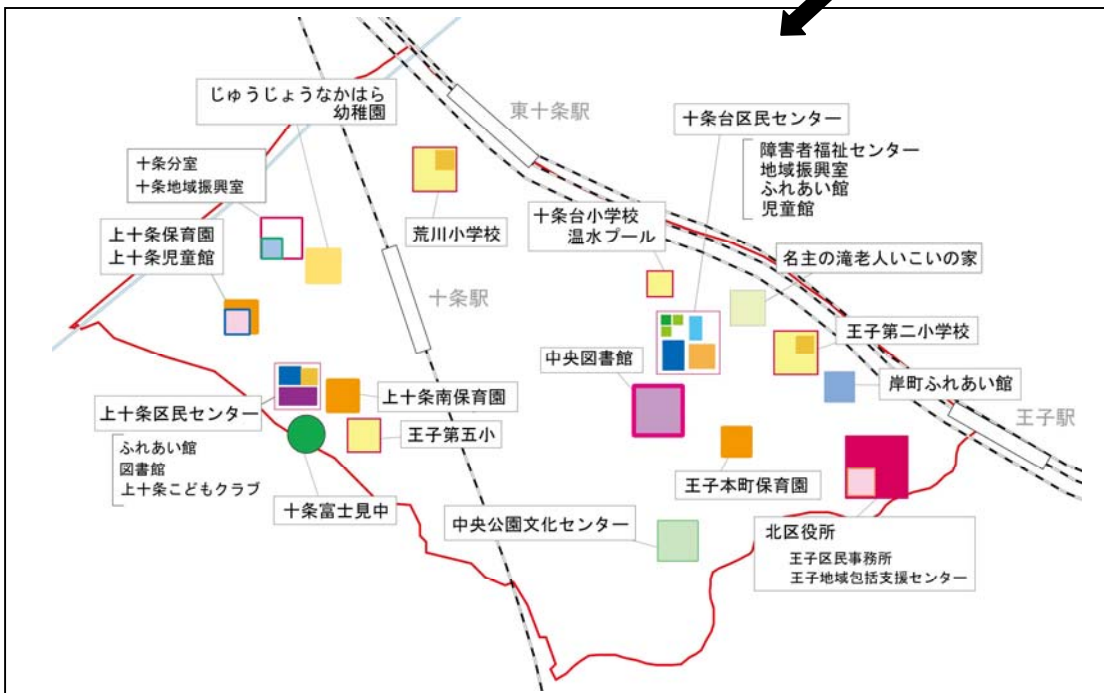 じゅうじょうなかはら
幼稚園
東十条駅
十条台区民センター
障害者福祉センター
地域振興室
ふれあい館
児童館
十条分室
十条地域振興室
荒川小学校
十条台小学校
温水プール
上十条保育園
上十条児童館
名主の滝老人いこいの家
十条駅
王子第二小学校
中央図書館
岸町ふれあい館
上十条南保育園
上十条区民センター
ふれあい館
図書館
上十条こどもクラブ
王子第五小
王子駅
王子本町保育園
十条富士見中
中央公園文化センター
北区役所
王子区民事務所
王子地域包括支援センター